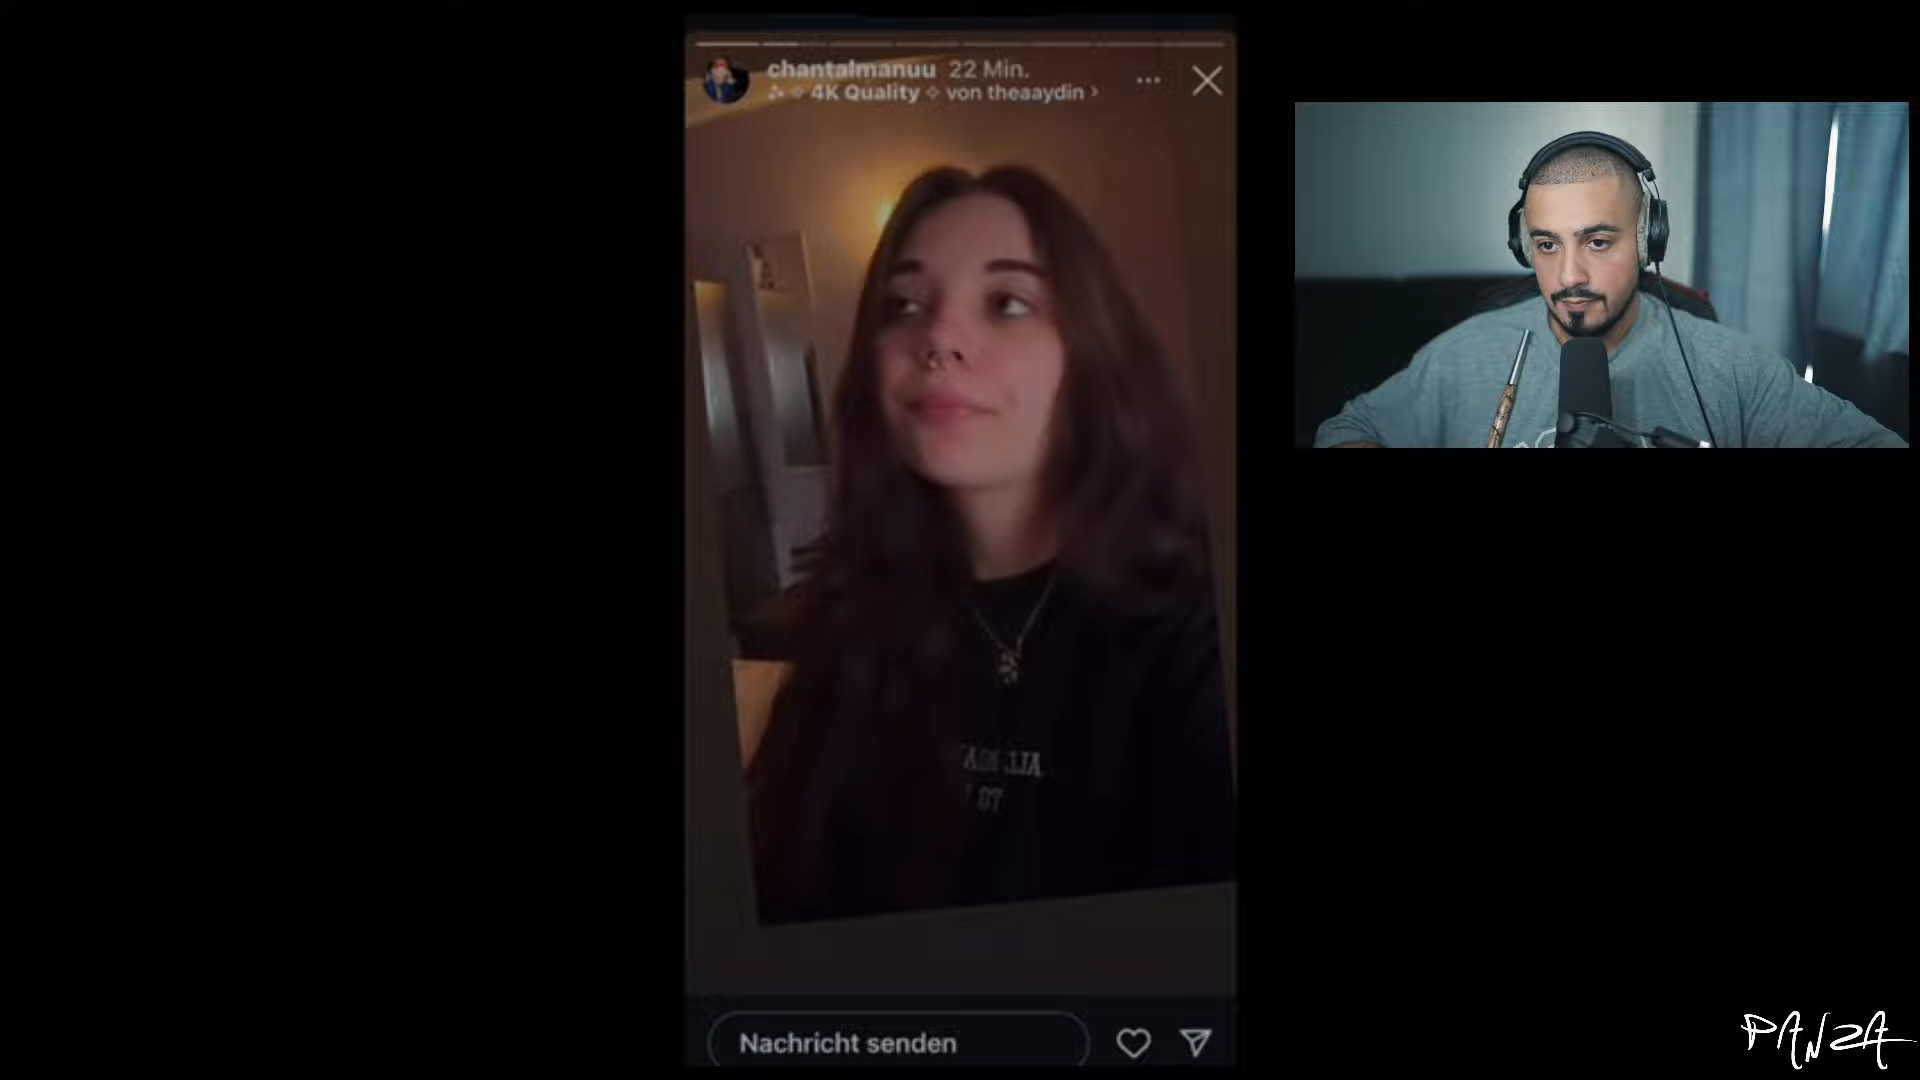 chantalmanuu 22 Min.
4K Quality ✧ von theaaydin ›
Nachricht senden
PANZA